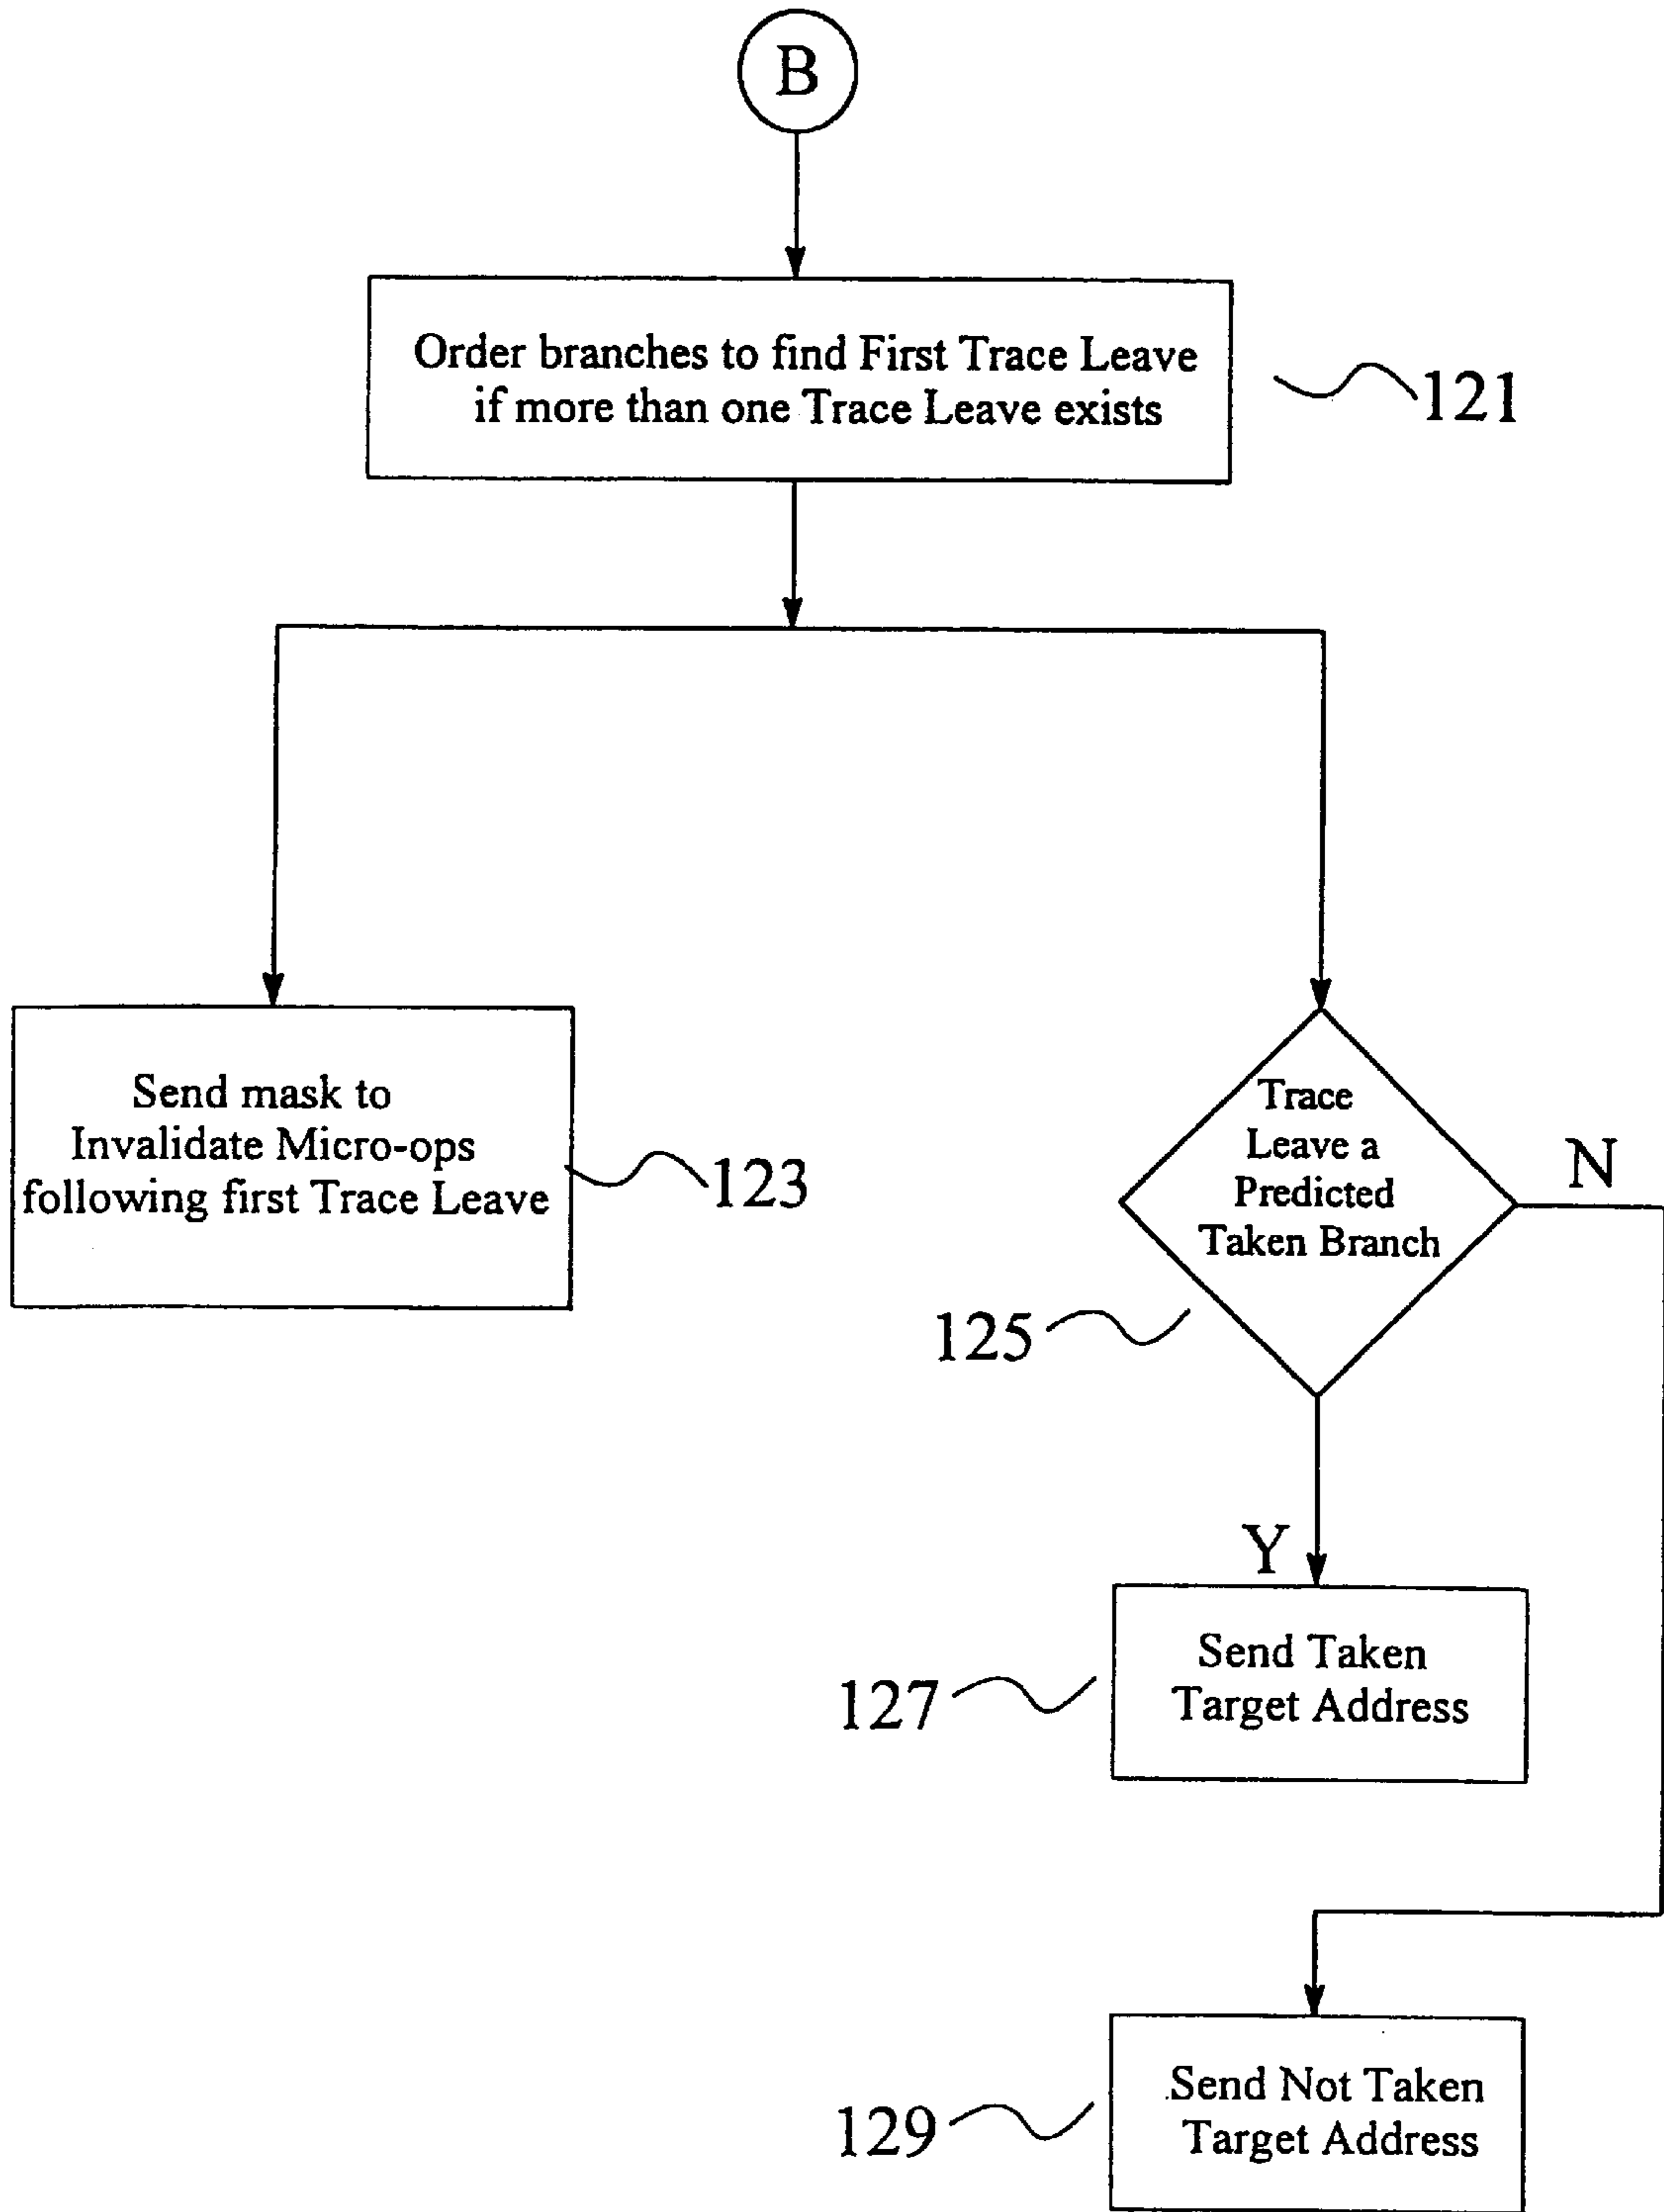 B
Order branches to find First Trace Leave
if more than one Trace Leave exists
121
Send mask to
Invalidate Micro-ops
following first Trace Leave
123
Trace
Leave a
Predicted
Taken Branch
N
125
Y
Send Taken
Target Address
127
Send Not Taken
Target Address
129